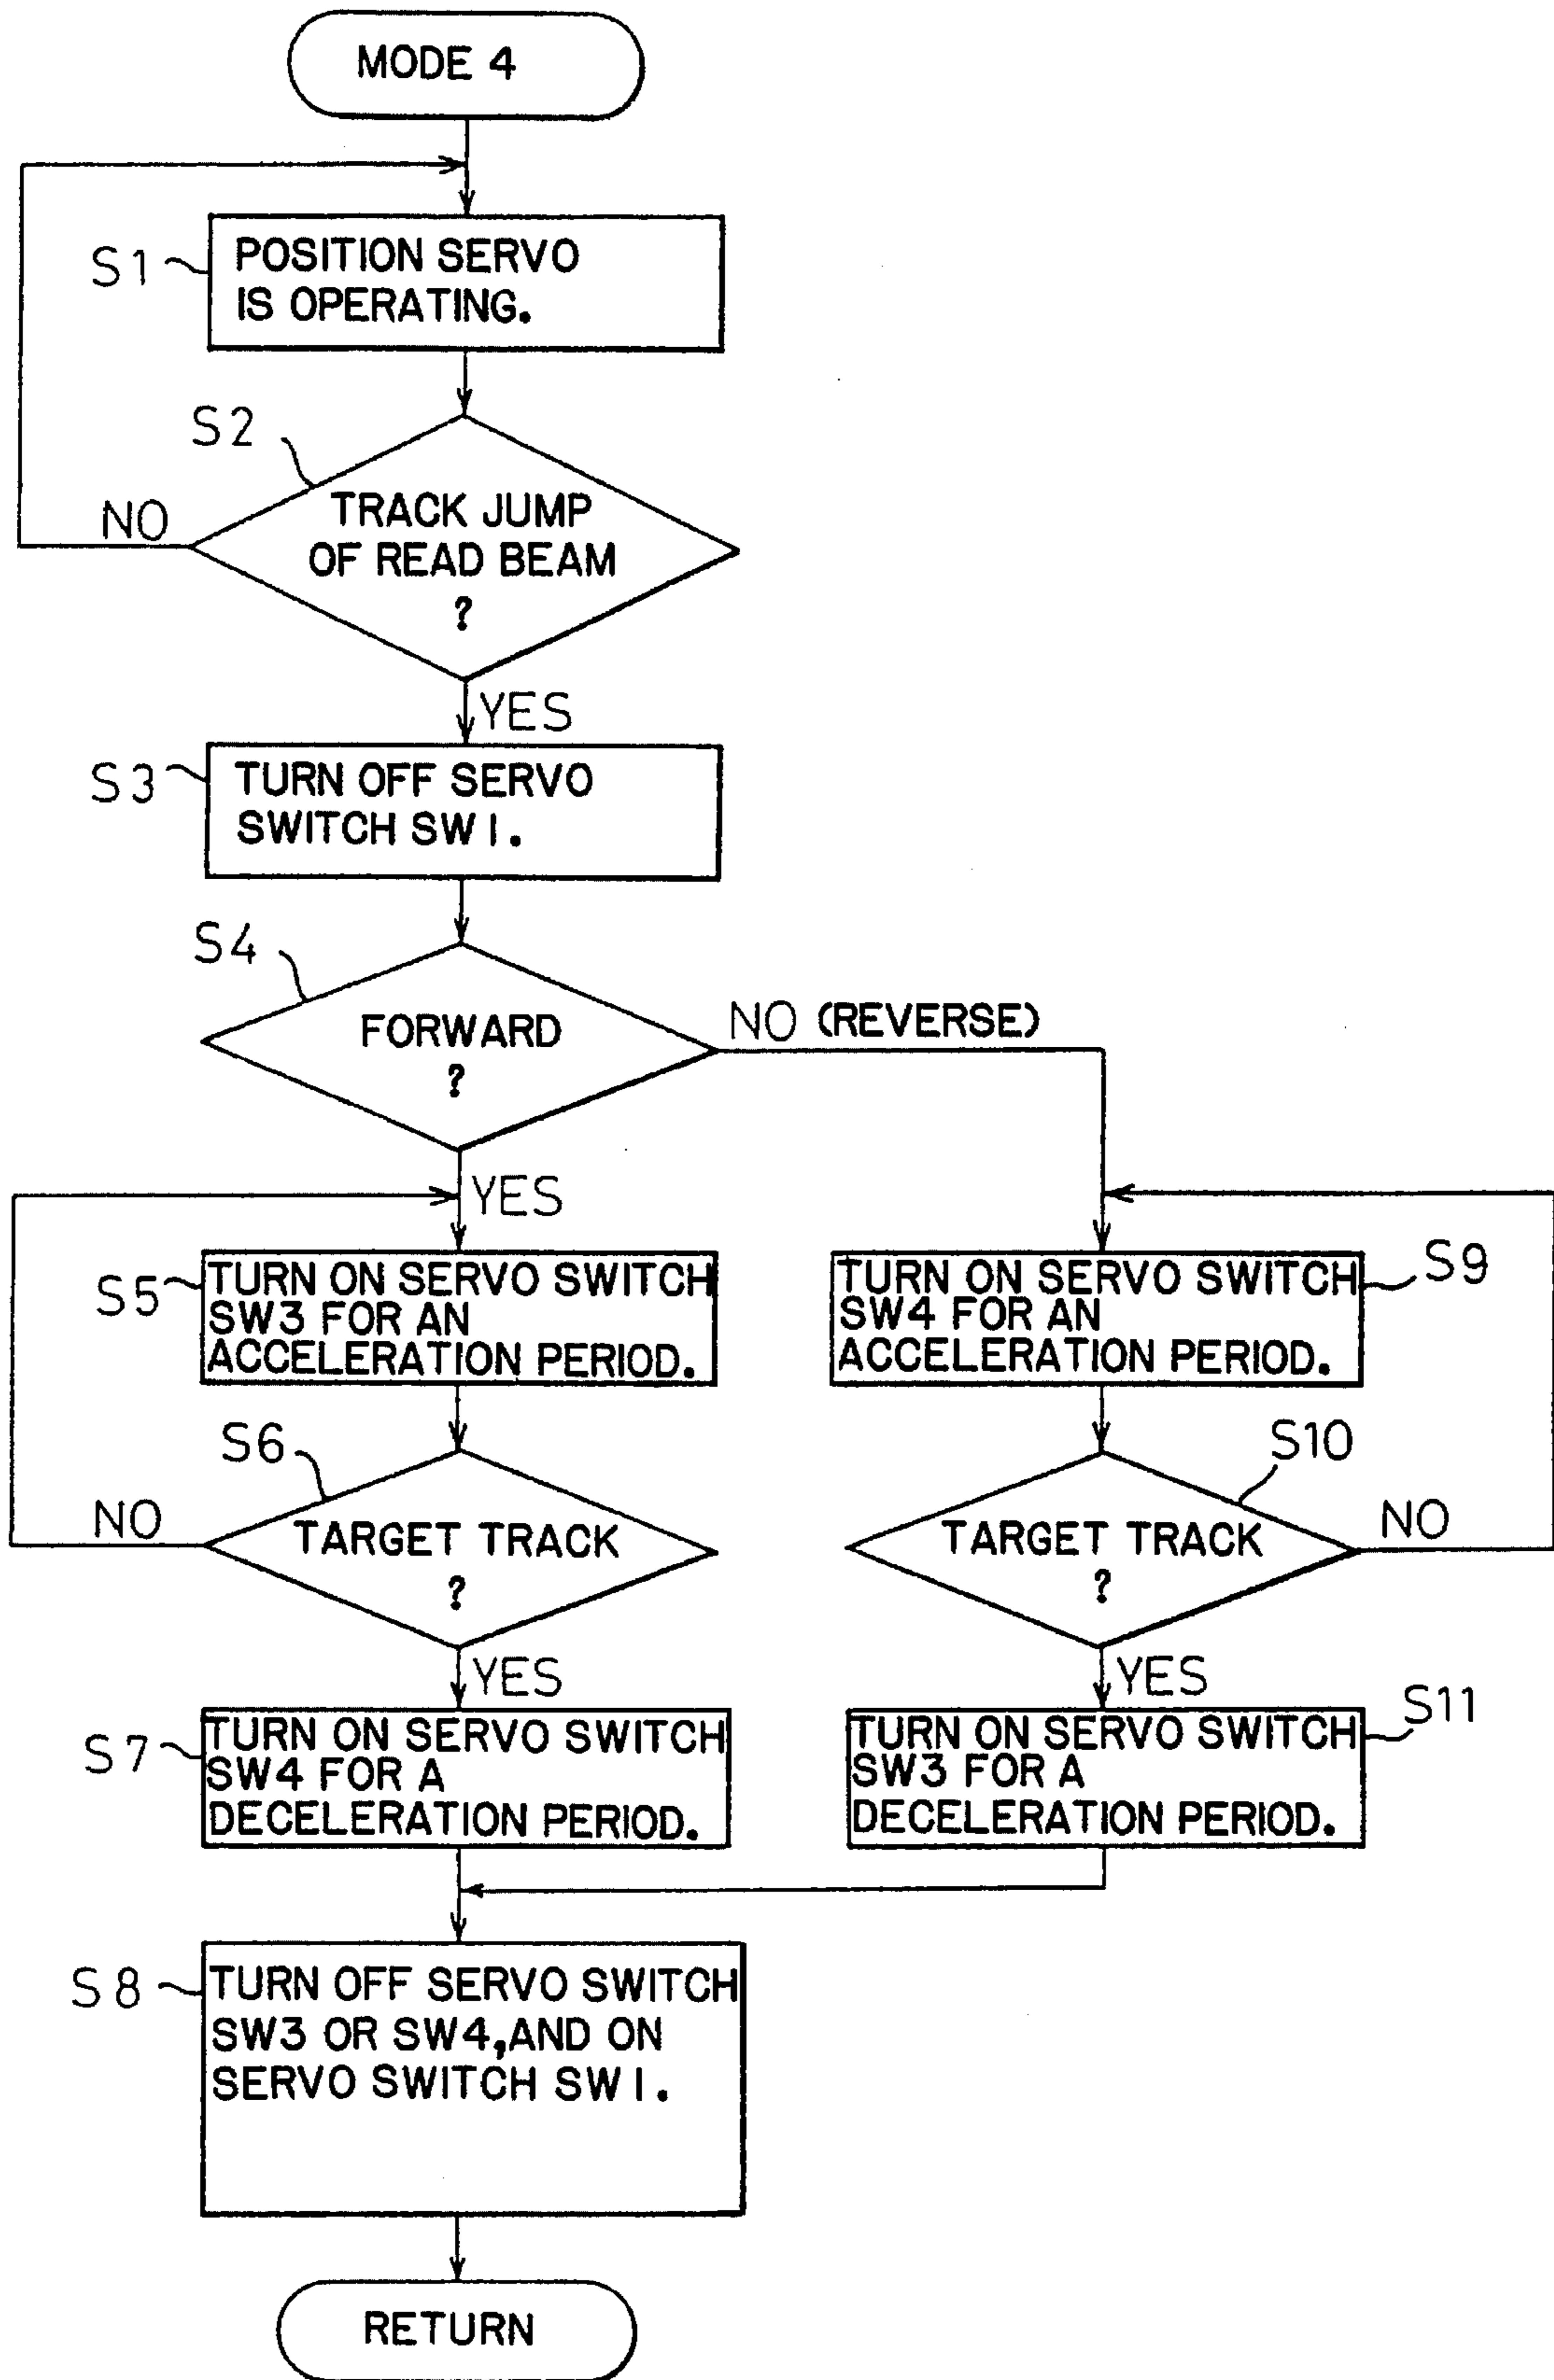 MODE 4
S1
POSITION SERVO
IS OPERATING.
S2
NO
TRACK JUMP
OF READ BEAM
?
YES
S3
TURN OFF SERVO
SWITCH SW1.
S4
FORWARD
?
NO (REVERSE)
YES
S5
TURN ON SERVO SWITCH
SW3 FOR AN
ACCELERATION PERIOD.
S9
TURN ON SERVO SWITCH
SW4 FOR AN
ACCELERATION PERIOD.
S6
NO
TARGET TRACK
?
YES
S10
TARGET TRACK
?
NO
YES
S7
TURN ON SERVO SWITCH
SW4 FOR A
DECELERATION PERIOD.
S11
TURN ON SERVO SWITCH
SW3 FOR A
DECELERATION PERIOD.
S8
TURN OFF SERVO SWITCH
SW3 OR SW4, AND ON
SERVO SWITCH SW1.
RETURN